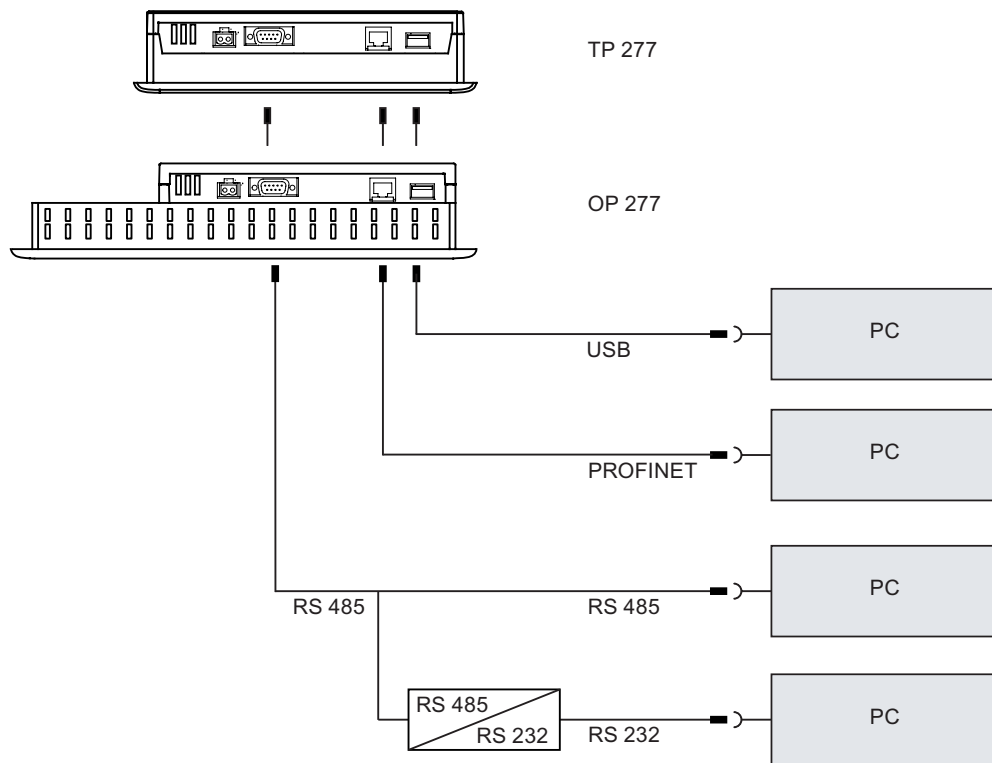 TP 277
OP 277
PC
USB
PC
PROFINET
PC
RS 485
RS 485
RS 485
RS 232
RS 232
PC